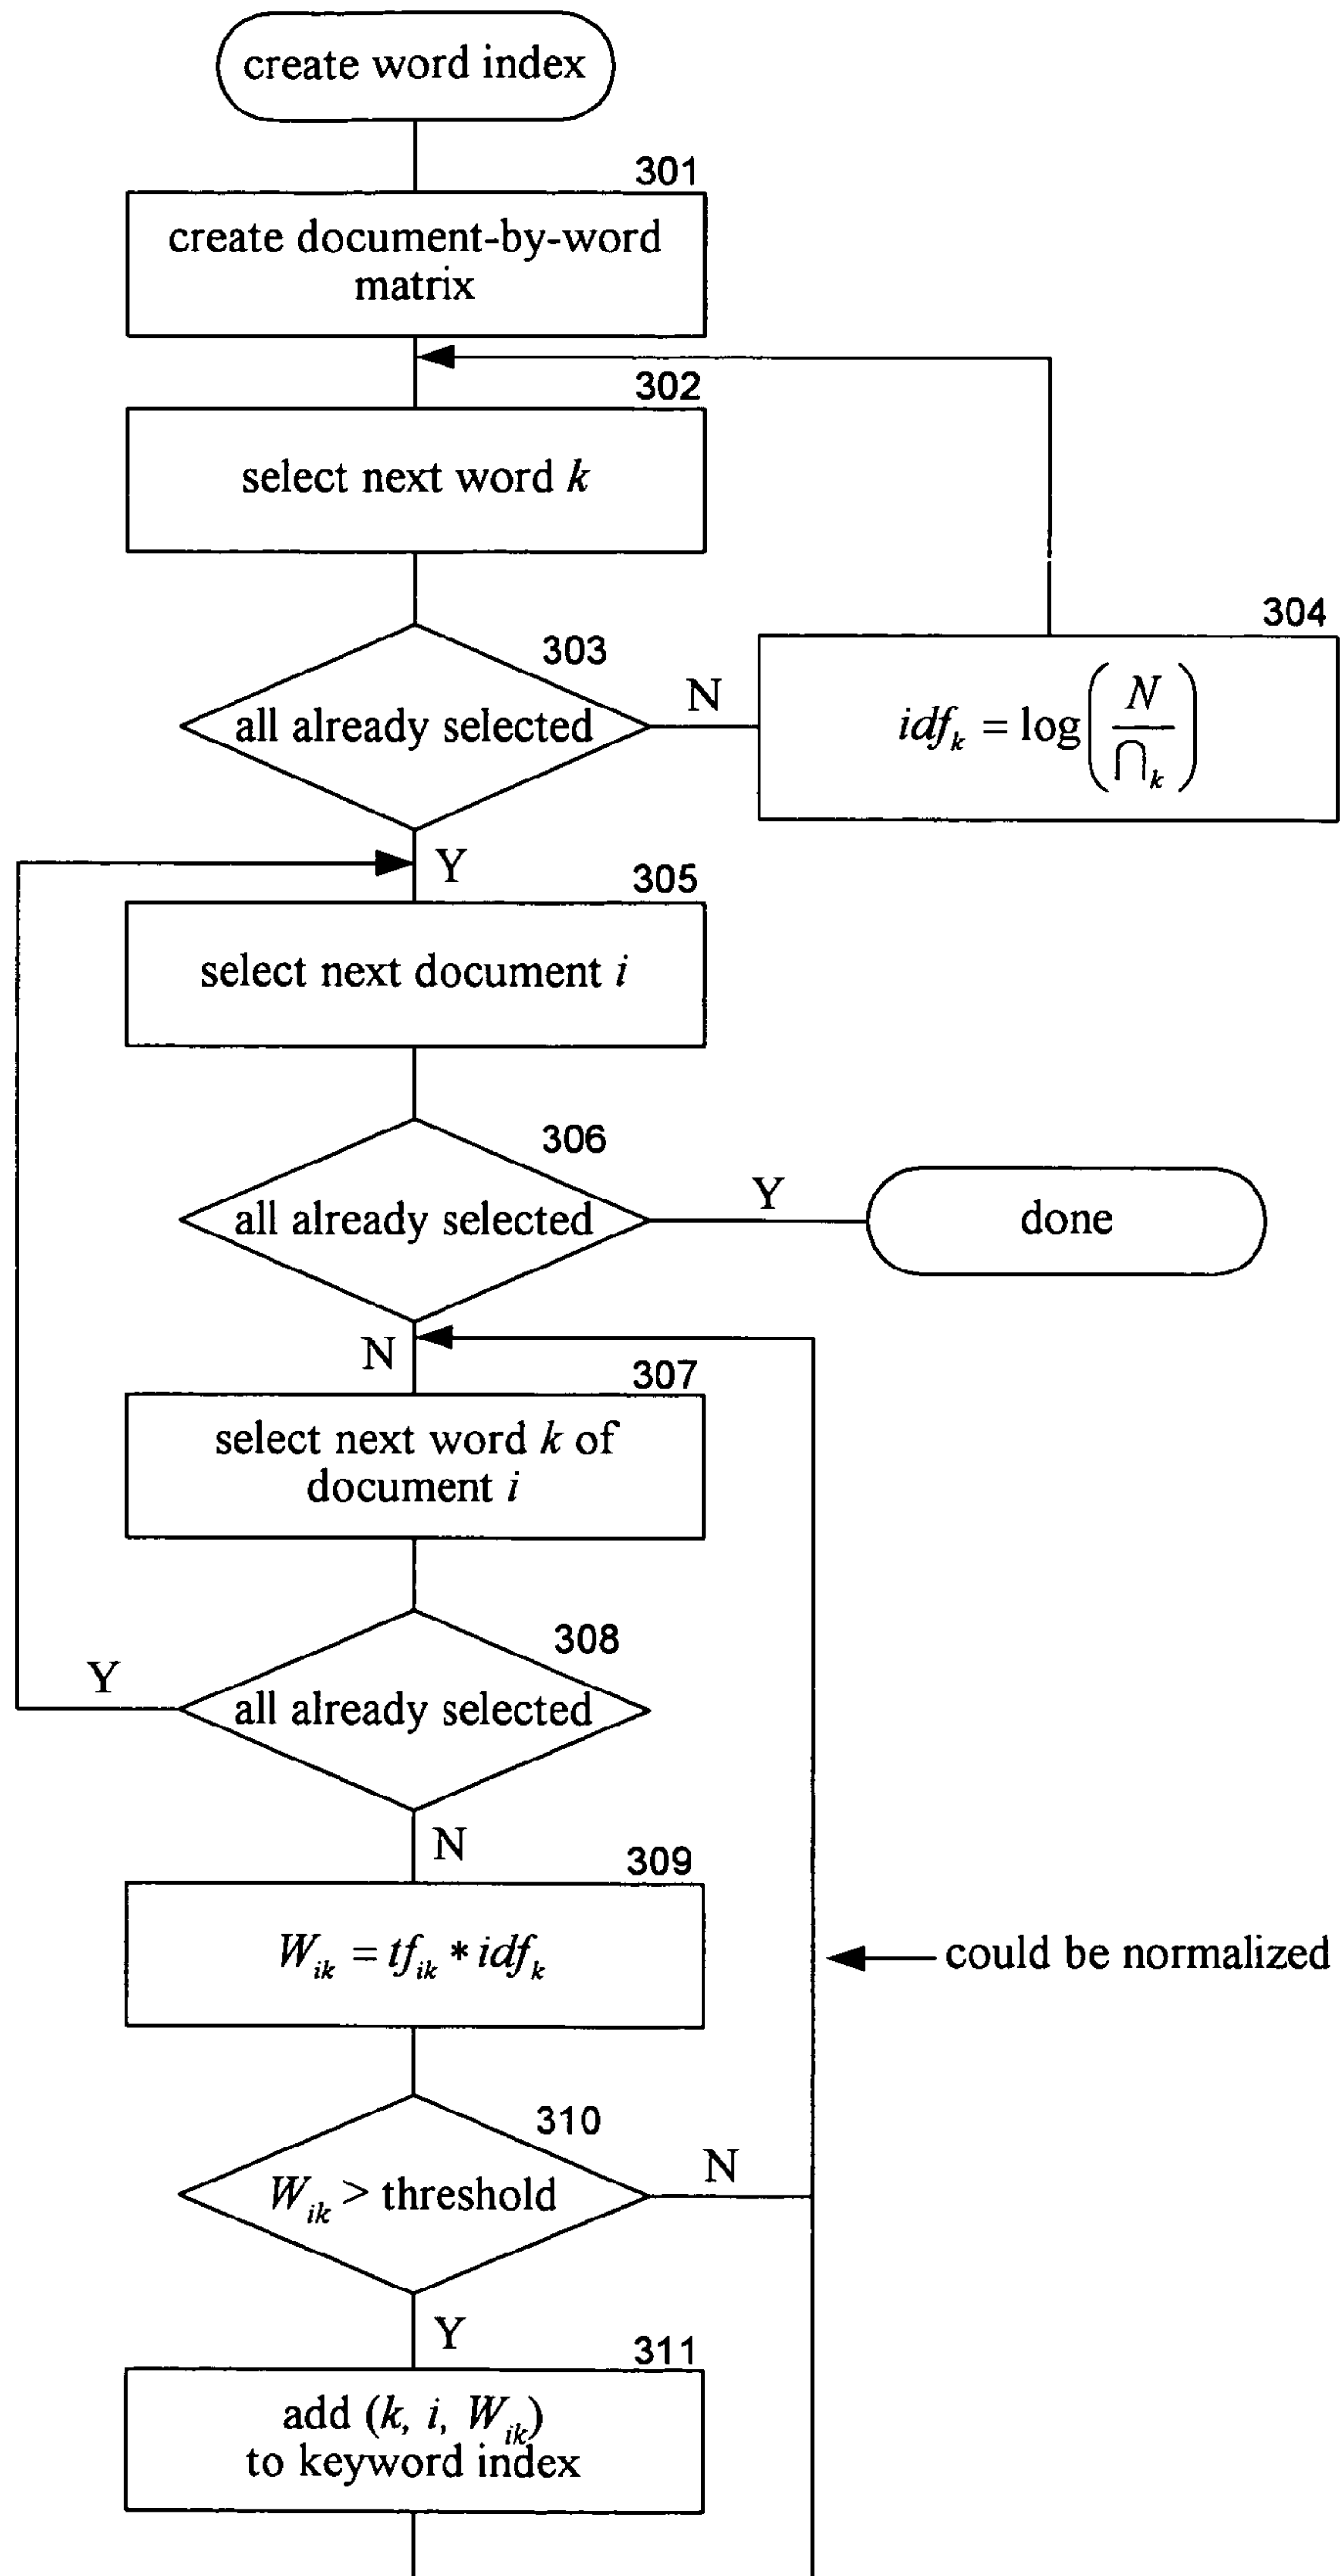 create word index
301
create document-by-word
matrix
302
select next word k
303
all already selected
N
304
idf_k = log(N/⋂_k)
Y
305
select next document i
306
all already selected
Y
done
N
307
select next word k of
document i
308
all already selected
Y
N
309
W_ik = tf_ik * idf_k
could be normalized
310
W_ik > threshold
N
Y
311
add (k, i, W_ik)
to keyword index